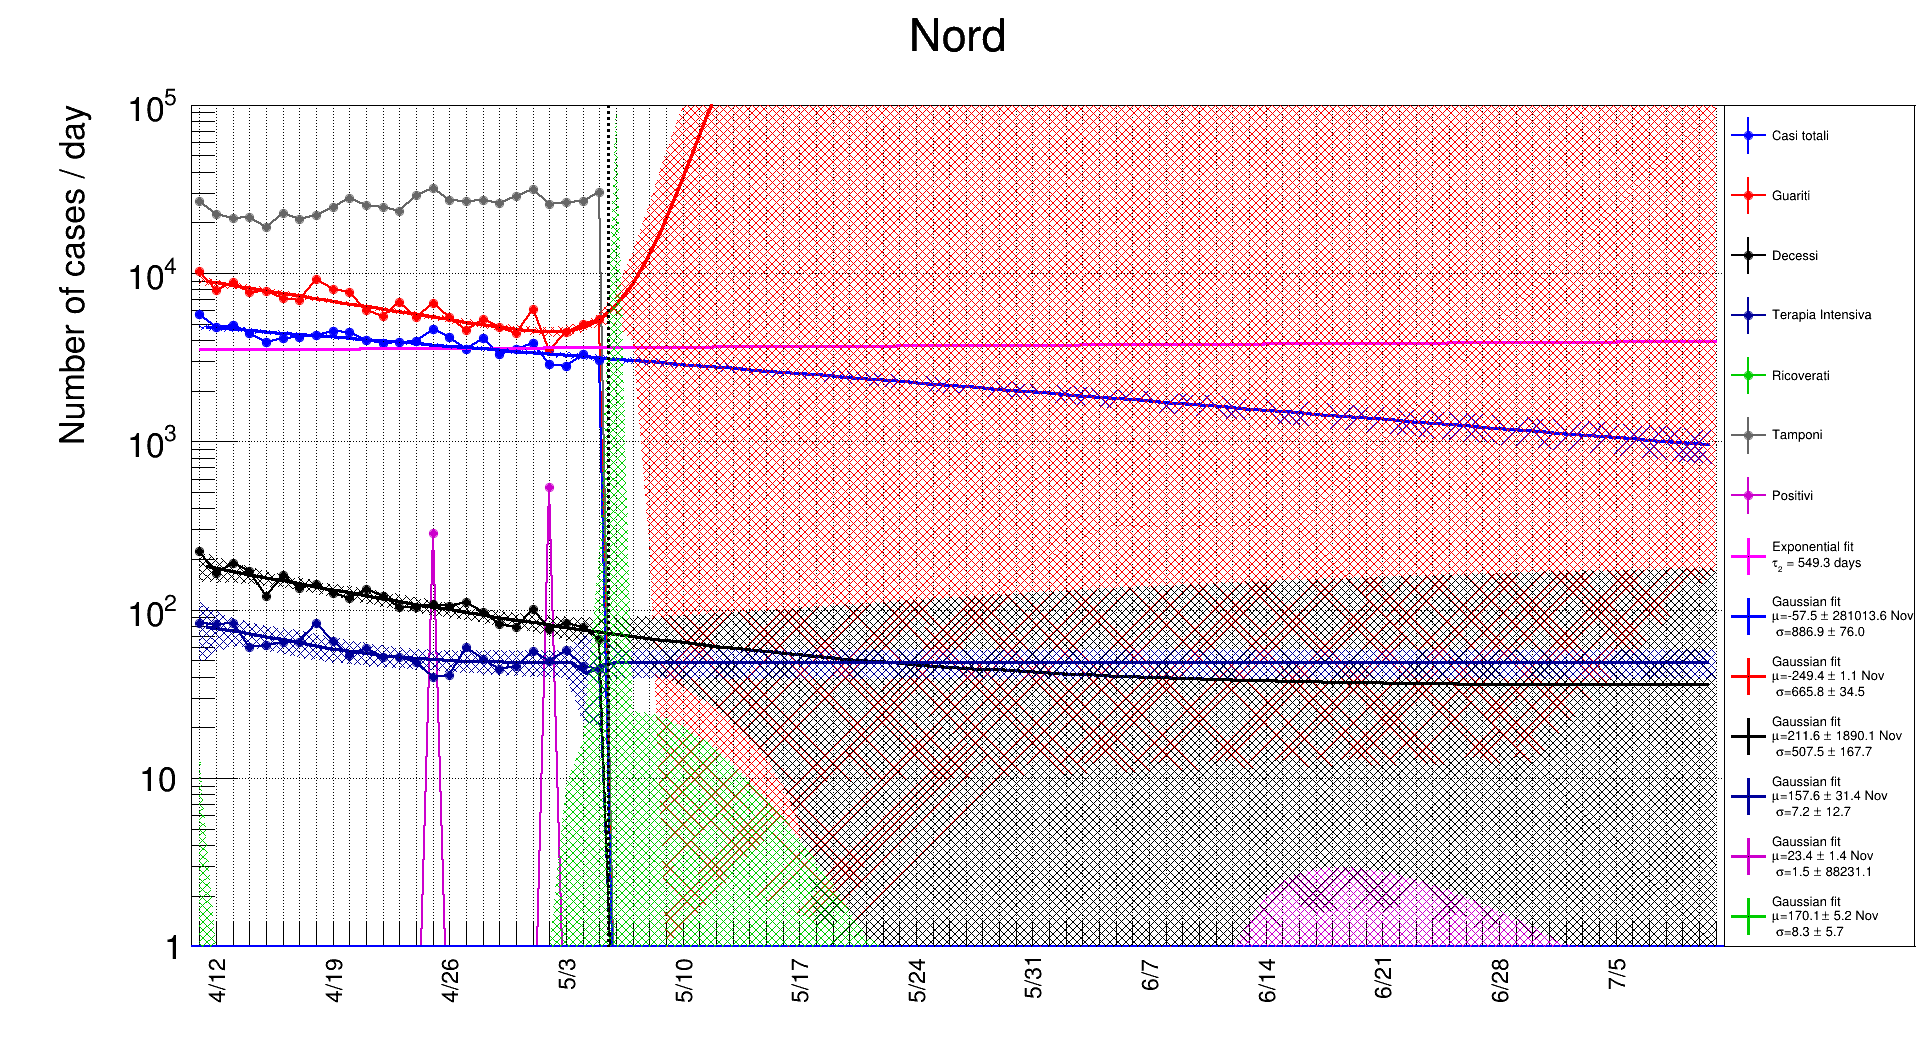 Nord
Number of cases / day
10^5
10^4
10^3
10^2
10
1
4/12
4/19
4/26
5/3
5/10
5/17
5/24
5/31
6/7
6/14
6/21
6/28
7/5
Casi totali
Guariti
Decessi
Terapia Intensiva
Ricoverati
Tamponi
Positivi
Exponential fit
τ₂ = 549.3 days
Gaussian fit
μ=-57.5 ± 281013.6 Nov
σ=886.9 ± 76.0
Gaussian fit
μ=-249.4 ± 1.1 Nov
σ=665.8 ± 34.5
Gaussian fit
μ=211.6 ± 1890.1 Nov
σ=507.5 ± 167.7
Gaussian fit
μ=157.6 ± 31.4 Nov
σ=7.2 ± 12.7
Gaussian fit
μ=23.4 ± 1.4 Nov
σ=1.5 ± 88231.1
Gaussian fit
μ=170.1 ± 5.2 Nov
σ=8.3 ± 5.7